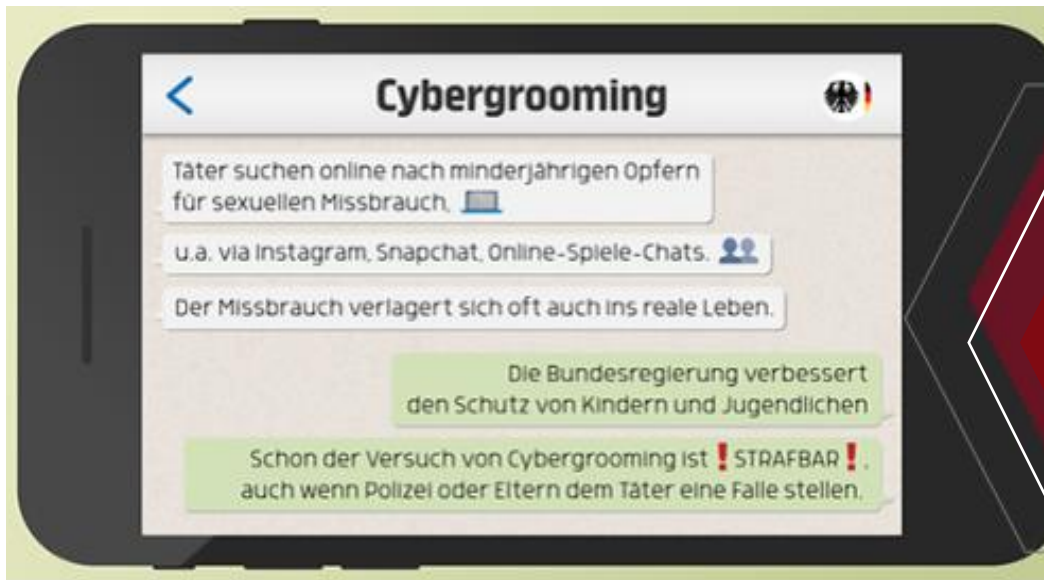 Cybergrooming
Täter suchen online nach minderjährigen Opfern
für sexuellen Missbrauch,
u.a. via Instagram, Snapchat, Online-Spiele-Chats.
Der Missbrauch verlagert sich oft auch ins reale Leben.
Die Bundesregierung verbessert
den Schutz von Kindern und Jugendlichen
Schon der Versuch von Cybergrooming ist ❗STRAFBAR❗,
auch wenn Polizei oder Eltern dem Täter eine Falle stellen.